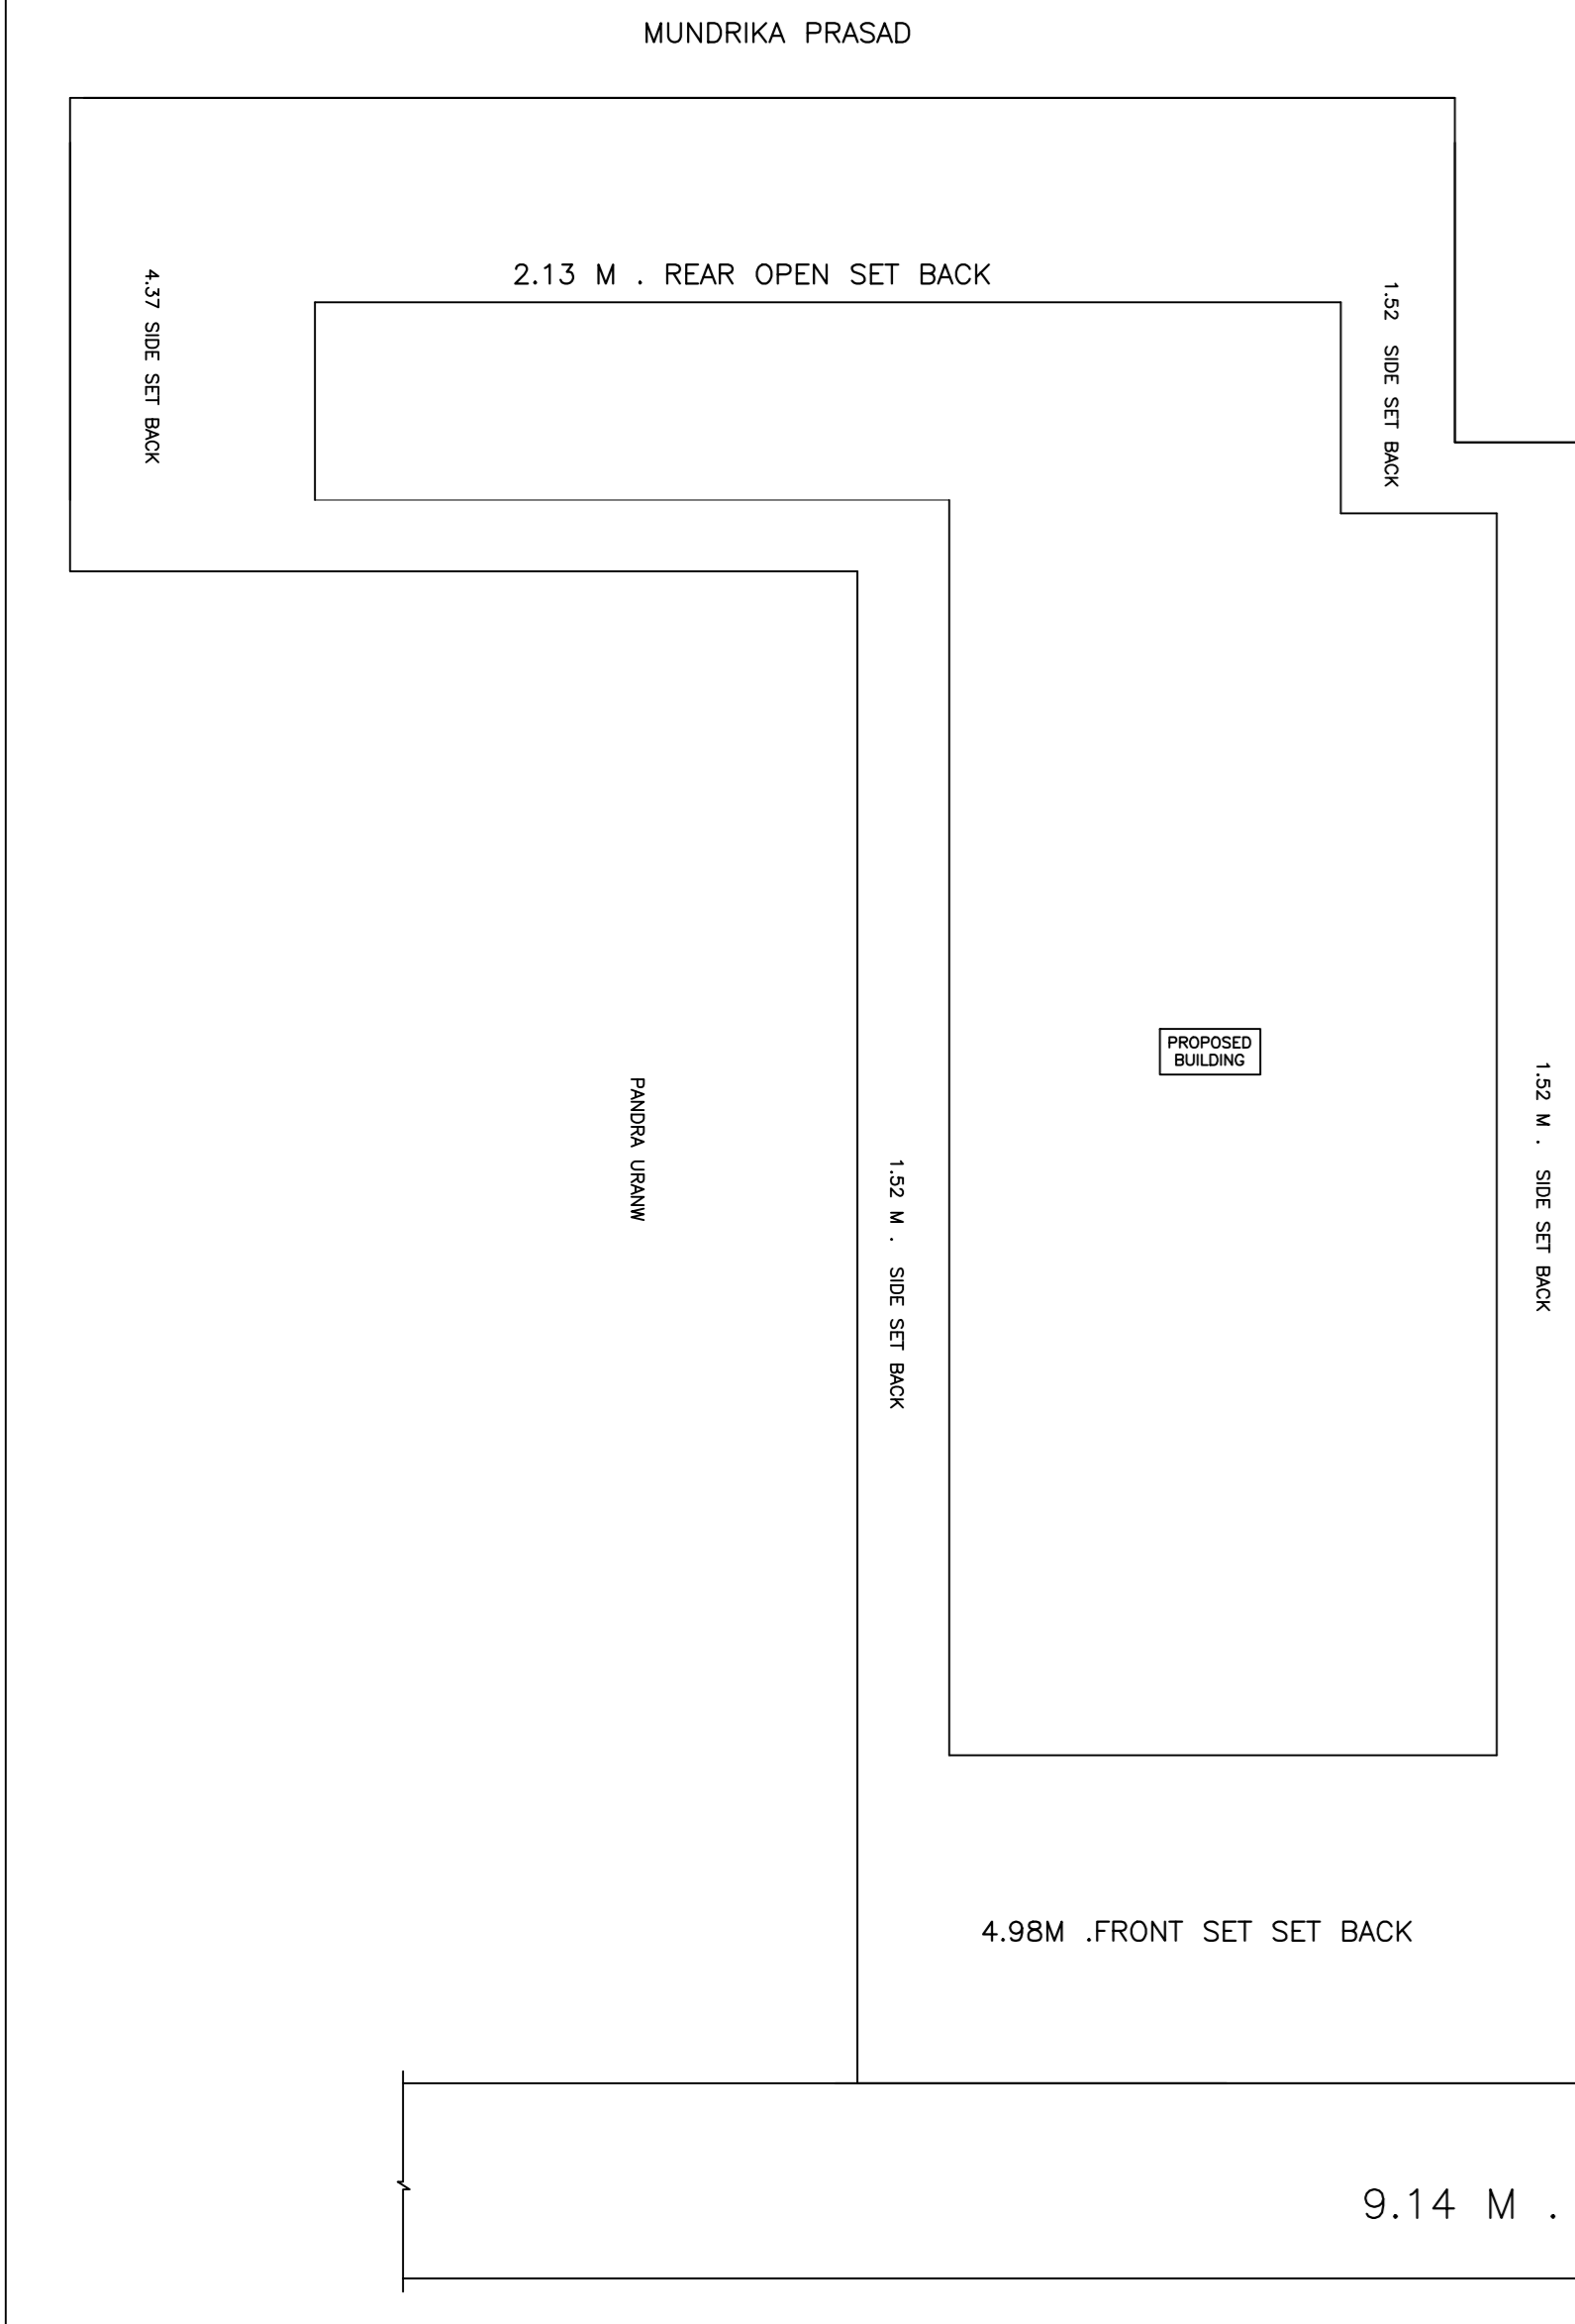 MUNDRIKA PRASAD
2.13 M . REAR OPEN SET BACK
4.37 SIDE SET BACK
1.52 SIDE SET BACK
PROPOSED
BUILDING
1.52 M . SIDE SET BACK
PANDRA URANW
1.52 M . SIDE SET BACK
4.98M .FRONT SET SET BACK
9.14 M .